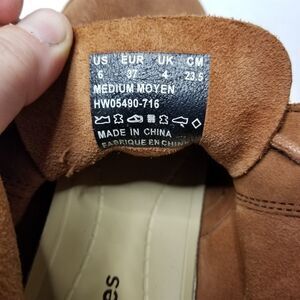 US EUR UK CM
6 37 4 23.5
MEDIUM MOYEN
HW05490-716
MADE IN CHINA
FABRIQUE EN CHINE
es